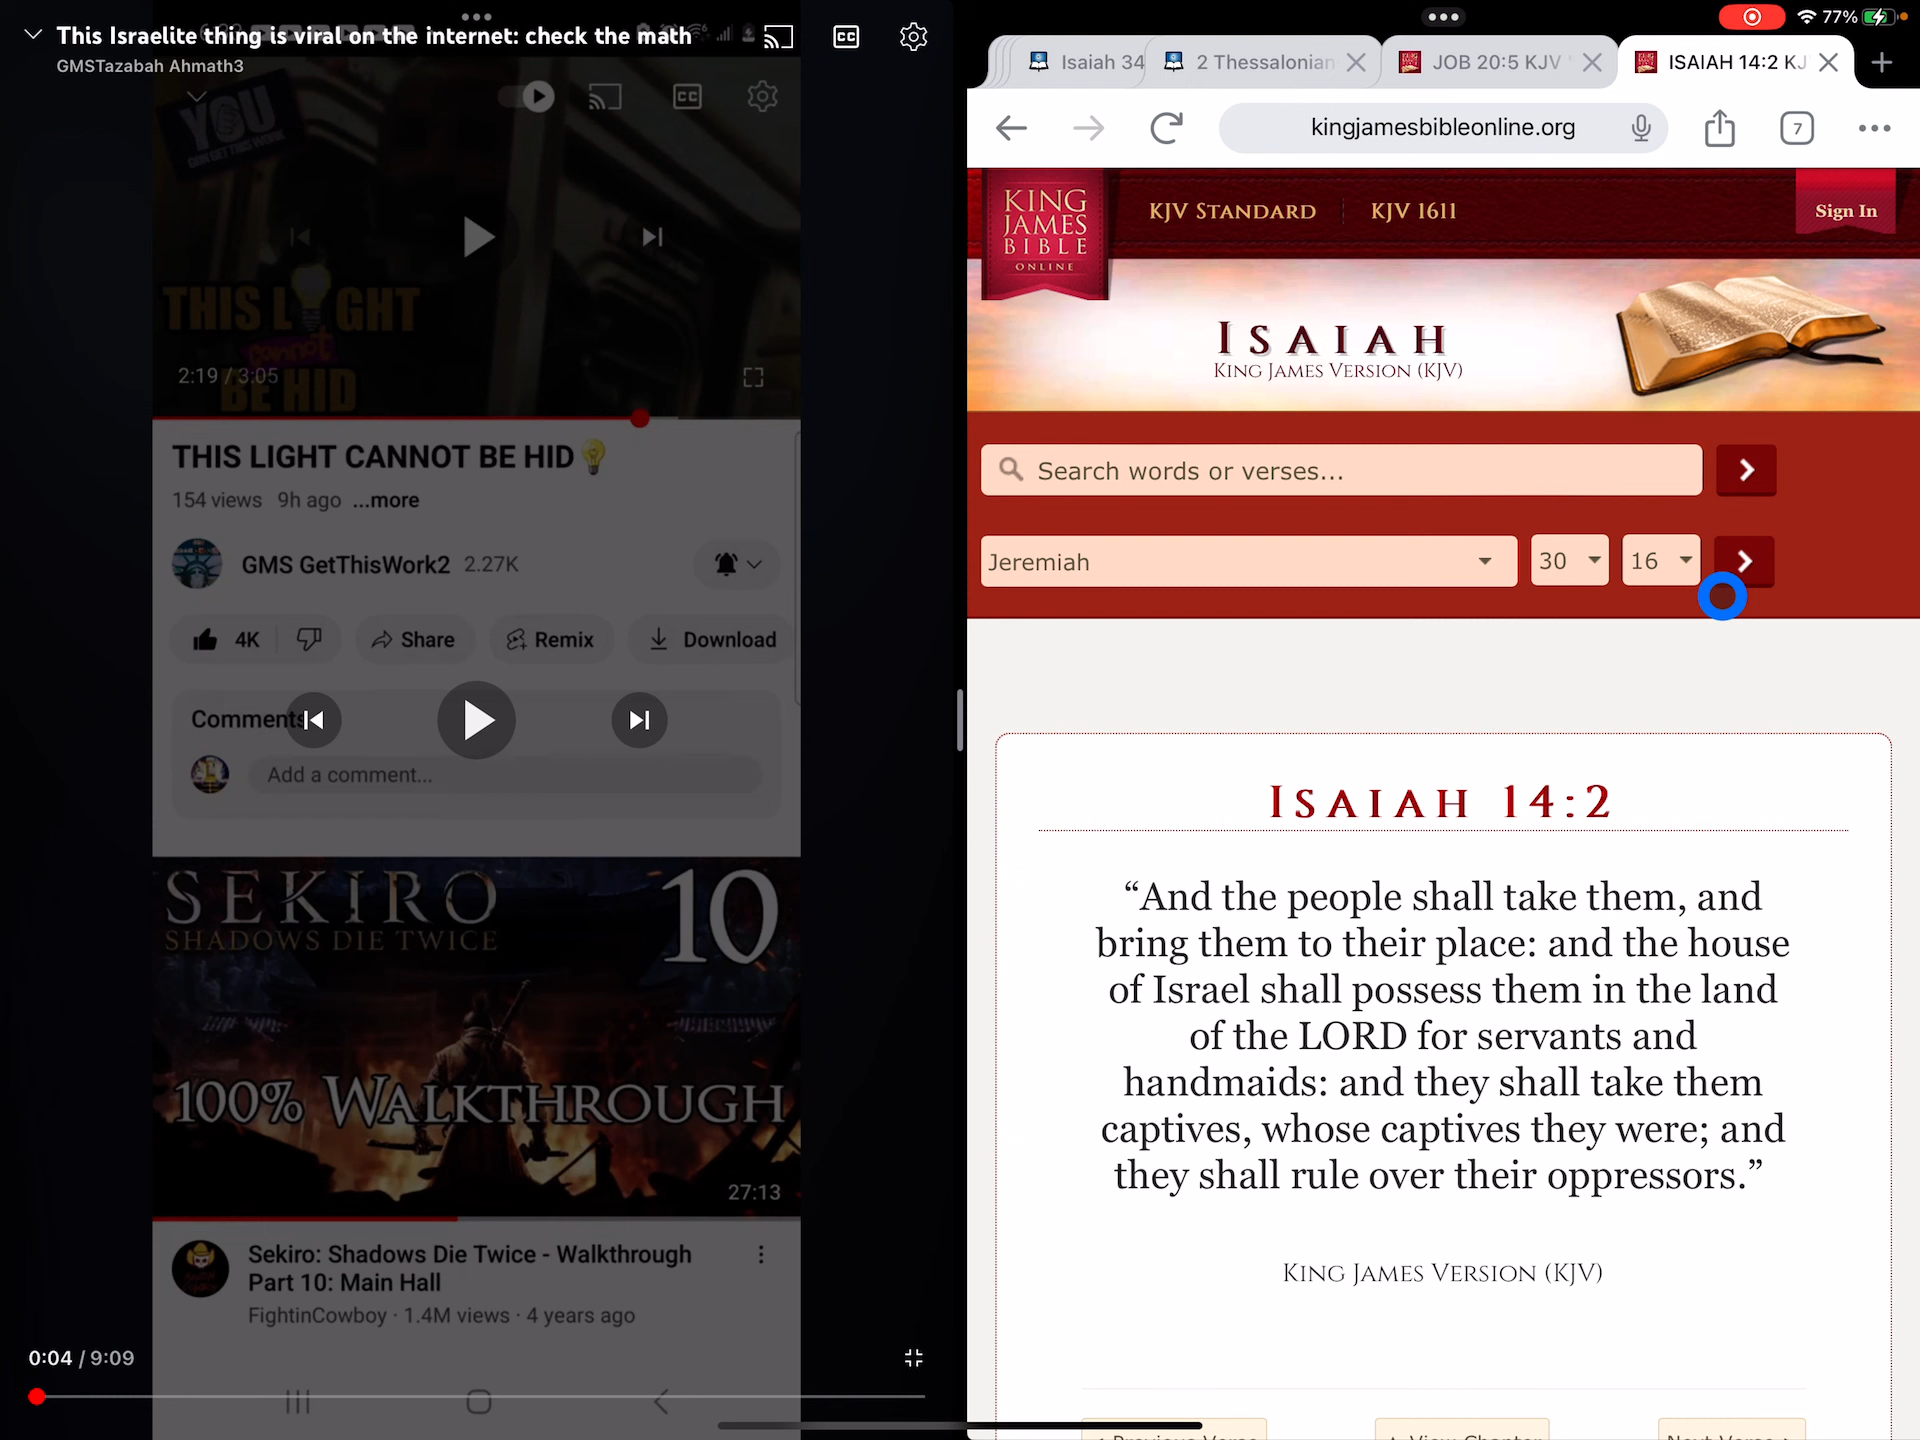 This Israelite thing is viral on the internet: check the math
GMSTazabah Ahmath3
CC
CC
YOU
GON GET THIS WORK
THIS LIGHT
cannot
BE HID
2:19 / 3:05
THIS LIGHT CANNOT BE HID
154 views 9h ago ...more
GMS GetThisWork2 2.27K
4K Share Remix Download
Comments
Add a comment...
SEKIRO 10
SHADOWS DIE TWICE
100% WALKTHROUGH
27:13
Sekiro: Shadows Die Twice - Walkthrough
Part 10: Main Hall
FightinCowboy · 1.4M views · 4 years ago
0:04 / 9:09
77%
Isaiah 34
2 Thessalonian
JOB 20:5 KJV
ISAIAH 14:2 KJ
kingjamesbibleonline.org
7
KING
JAMES
BIBLE
ONLINE
KJV STANDARD
KJV 1611
Sign In
ISAIAH
KING JAMES VERSION (KJV)
Search words or verses...
Jeremiah 30 16
ISAIAH 14:2
“And the people shall take them, and
bring them to their place: and the house
of Israel shall possess them in the land
of the LORD for servants and
handmaids: and they shall take them
captives, whose captives they were; and
they shall rule over their oppressors.”
KING JAMES VERSION (KJV)